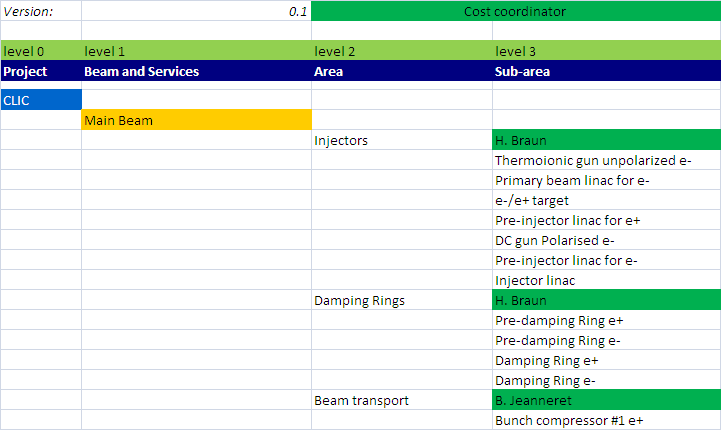 Version: 0.1 Cost coordinator
level 0 level 1 level 2 level 3
Project Beam and Services Area Sub-area
CLIC
Main Beam
Injectors H. Braun
Thermoionic gun unpolarized e-
Primary beam linac for e-
e-/e+ target
Pre-injector linac for e+
DC gun Polarised e-
Pre-injector linac for e-
Injector linac
Damping Rings H. Braun
Pre-damping Ring e+
Pre-damping Ring e-
Damping Ring e+
Damping Ring e-
Beam transport B. Jeanneret
Bunch compressor #1 e+